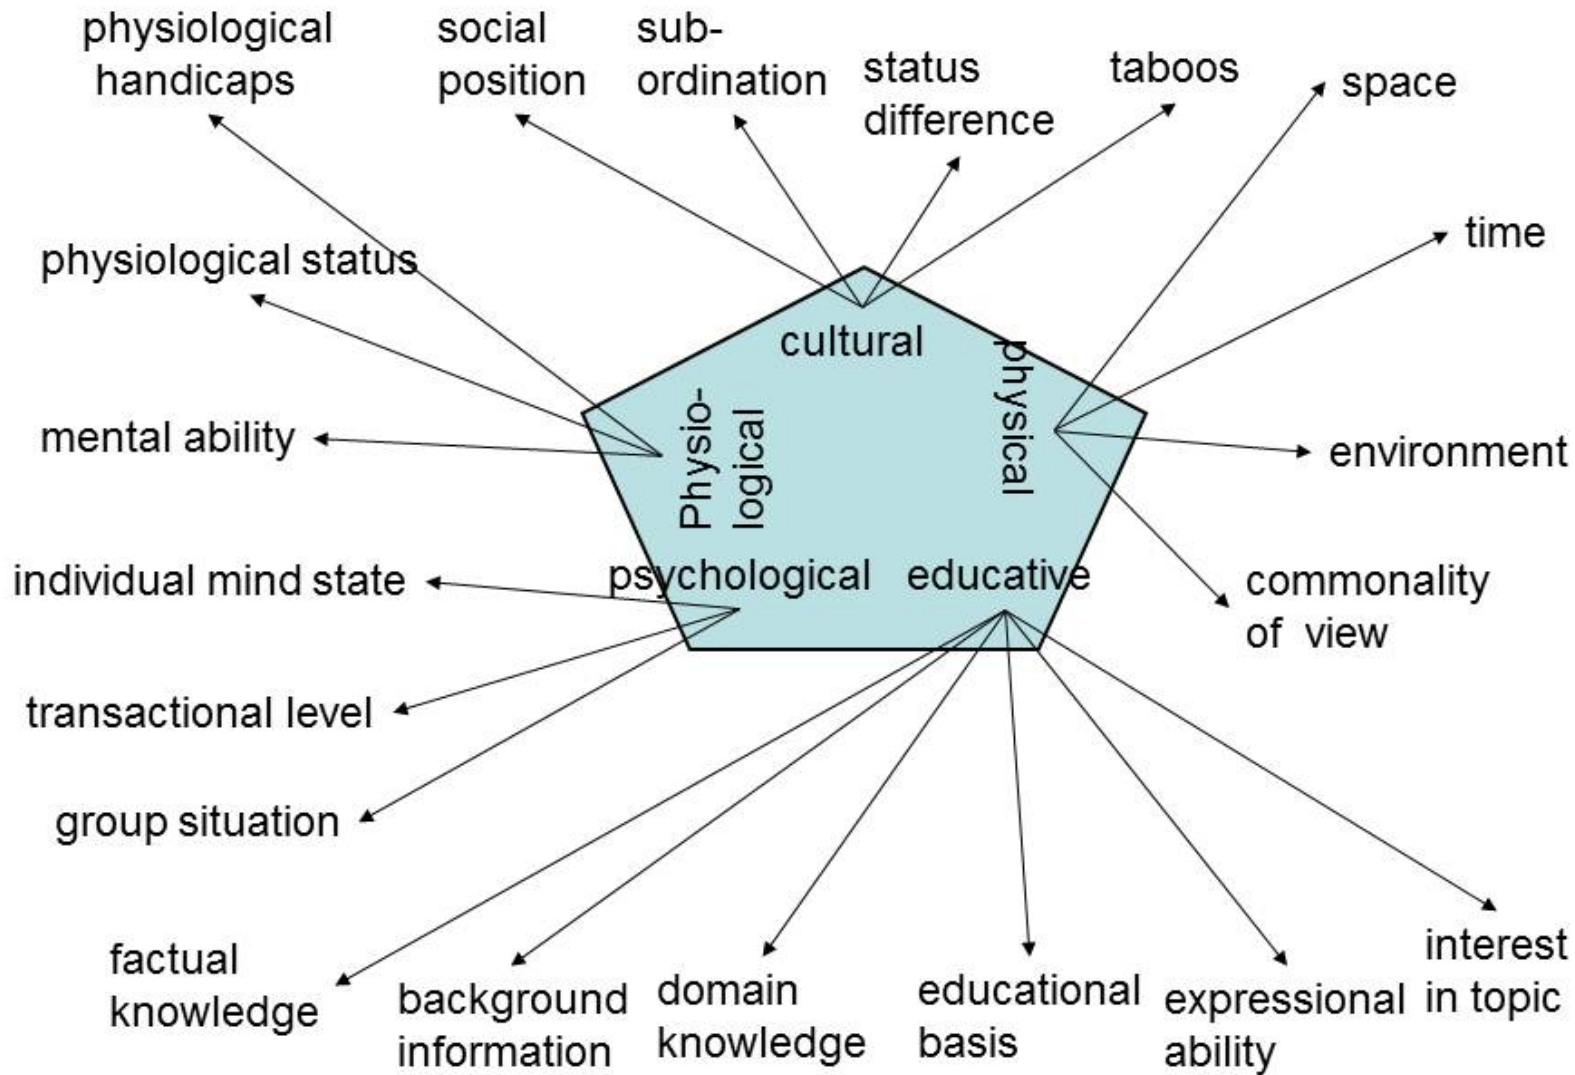 physiological
handicaps
social
position
sub-
ordination
status
difference
taboos
space
time
physiological status
cultural
physical
Physio-
logical
mental ability
environment
individual mind state
psychological
educative
commonality
of view
transactional level
group situation
factual
knowledge
background
information
domain
knowledge
educational
basis
expressional
ability
interest
in topic